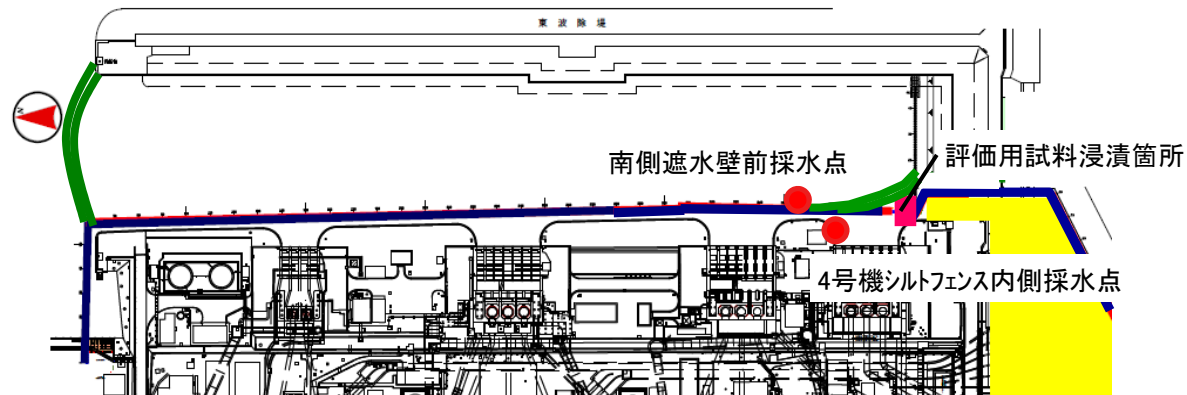 東波除堤
N
南側遮水壁前採水点
評価用試料浸漬箇所
4号機シルトフェンス内側採水点